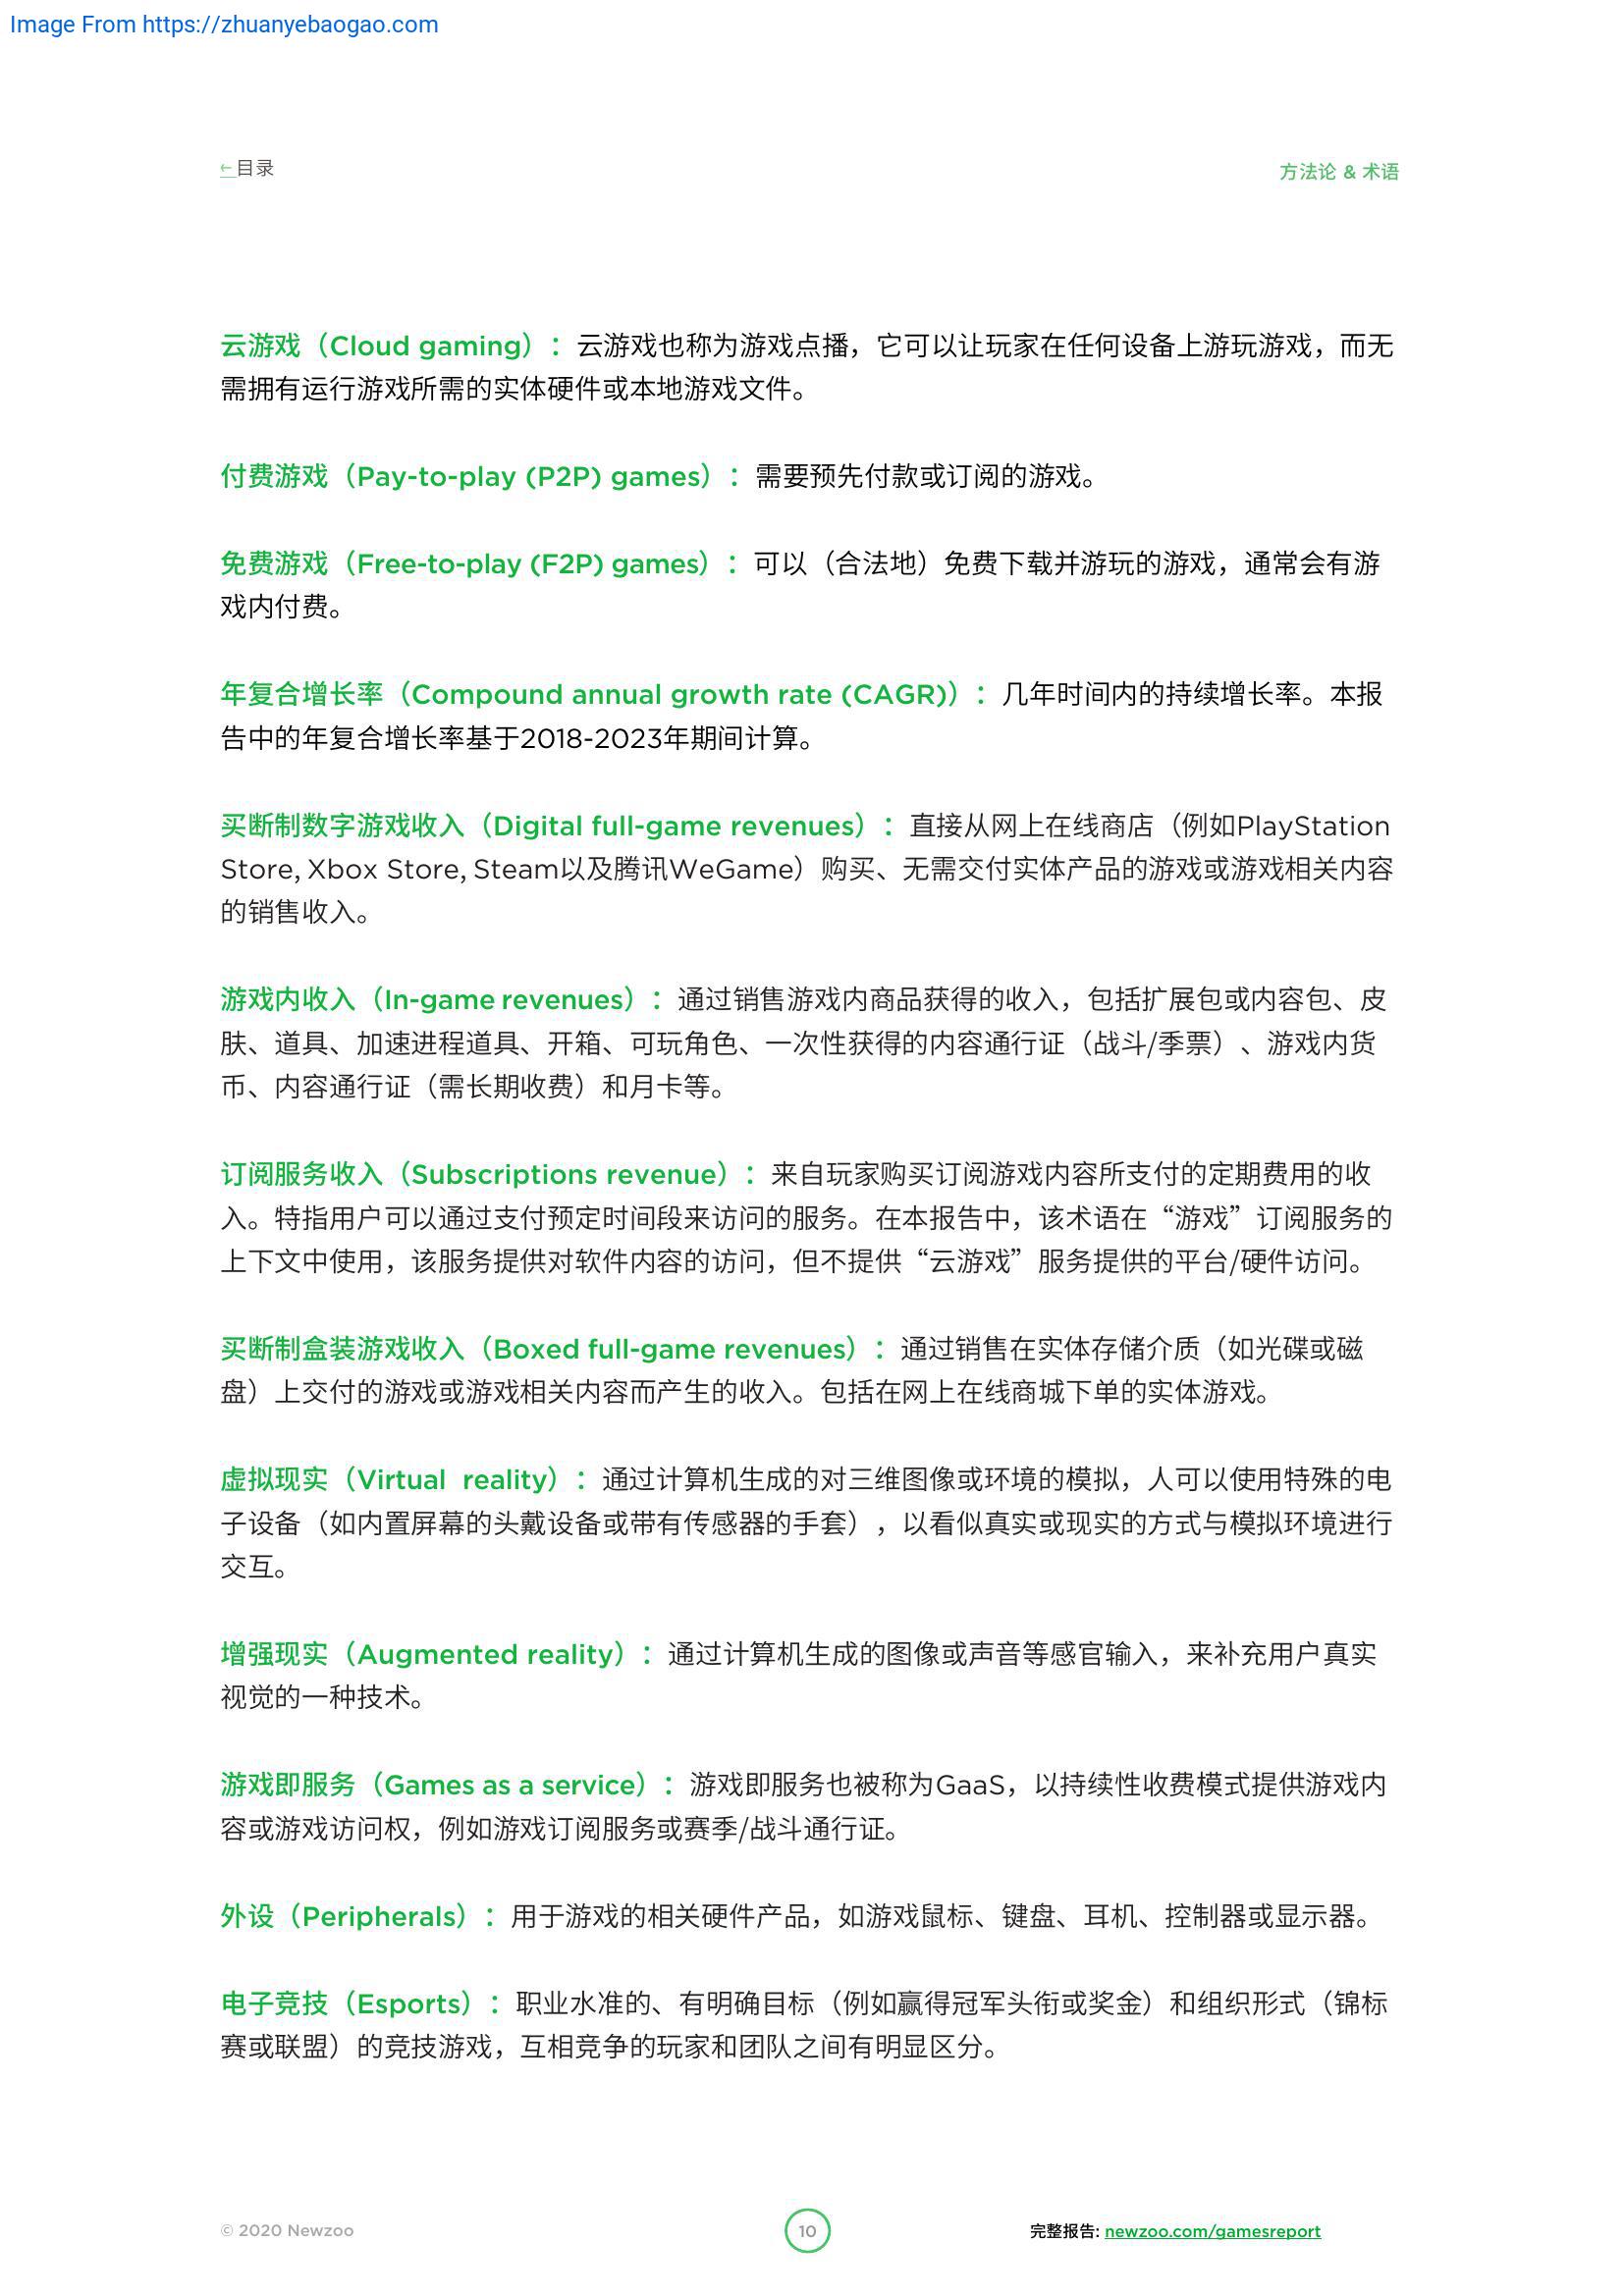 Image From https://zhuanyebaogao.com
←目录
方法论 & 术语
云游戏（Cloud gaming）：云游戏也称为游戏点播，它可以让玩家在任何设备上游玩游戏，而无
需拥有运行游戏所需的实体硬件或本地游戏文件。
付费游戏（Pay-to-play (P2P) games）：需要预先付款或订阅的游戏。
免费游戏（Free-to-play (F2P) games）：可以（合法地）免费下载并游玩的游戏，通常会有游
戏内付费。
年复合增长率（Compound annual growth rate (CAGR)）：几年时间内的持续增长率。本报
告中的年复合增长率基于2018-2023年期间计算。
买断制数字游戏收入（Digital full-game revenues）：直接从网上在线商店（例如PlayStation
Store, Xbox Store, Steam以及腾讯WeGame）购买、无需交付实体产品的游戏或游戏相关内容
的销售收入。
游戏内收入（In-game revenues）：通过销售游戏内商品获得的收入，包括扩展包或内容包、皮
肤、道具、加速进程道具、开箱、可玩角色、一次性获得的内容通行证（战斗/季票）、游戏内货
币、内容通行证（需长期收费）和月卡等。
订阅服务收入（Subscriptions revenue）：来自玩家购买订阅游戏内容所支付的定期费用的收
入。特指用户可以通过支付预定时间段来访问的服务。在本报告中，该术语在“游戏”订阅服务的
上下文中使用，该服务提供对软件内容的访问，但不提供“云游戏”服务提供的平台/硬件访问。
买断制盒装游戏收入（Boxed full-game revenues）：通过销售在实体存储介质（如光碟或磁
盘）上交付的游戏或游戏相关内容而产生的收入。包括在网上在线商城下单的实体游戏。
虚拟现实（Virtual reality）：通过计算机生成的对三维图像或环境的模拟，人可以使用特殊的电
子设备（如内置屏幕的头戴设备或带有传感器的手套），以看似真实或现实的方式与模拟环境进行
交互。
增强现实（Augmented reality）：通过计算机生成的图像或声音等感官输入，来补充用户真实
视觉的一种技术。
游戏即服务（Games as a service）：游戏即服务也被称为GaaS，以持续性收费模式提供游戏内
容或游戏访问权，例如游戏订阅服务或赛季/战斗通行证。
外设（Peripherals）：用于游戏的相关硬件产品，如游戏鼠标、键盘、耳机、控制器或显示器。
电子竞技（Esports）：职业水准的、有明确目标（例如赢得冠军头衔或奖金）和组织形式（锦标
赛或联盟）的竞技游戏，互相竞争的玩家和团队之间有明显区分。
© 2020 Newzoo
10
完整报告: newzoo.com/gamesreport